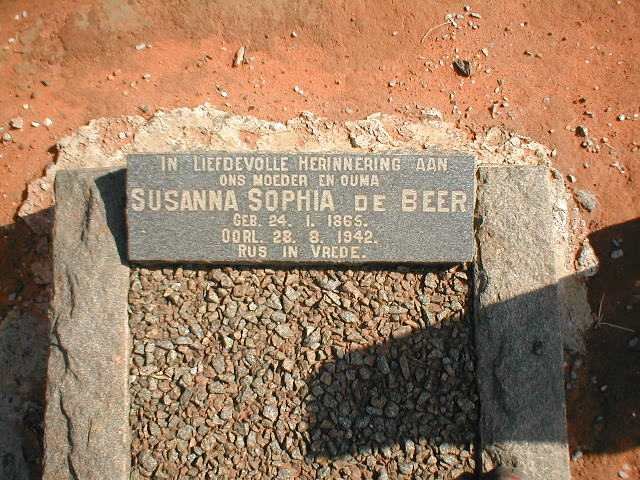 IN LIEFDEVOLLE HERINNERING AAN
ONS MOEDER EN OUMA
SUSANNA SOPHIA DE BEER
GEB. 24. 1. 1865.
OORL. 28. 8. 1942.
RUS IN VREDE.